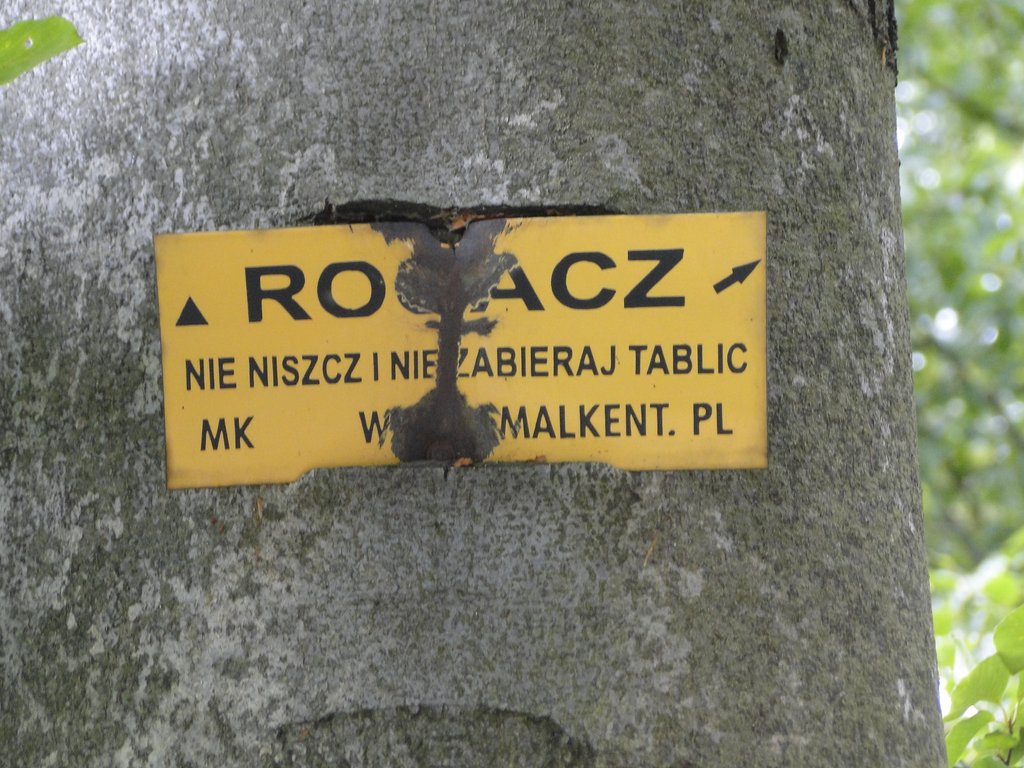 NIE NISZCZ I NIE ZABIERAJ TABLIC
MK MALKENT. PL